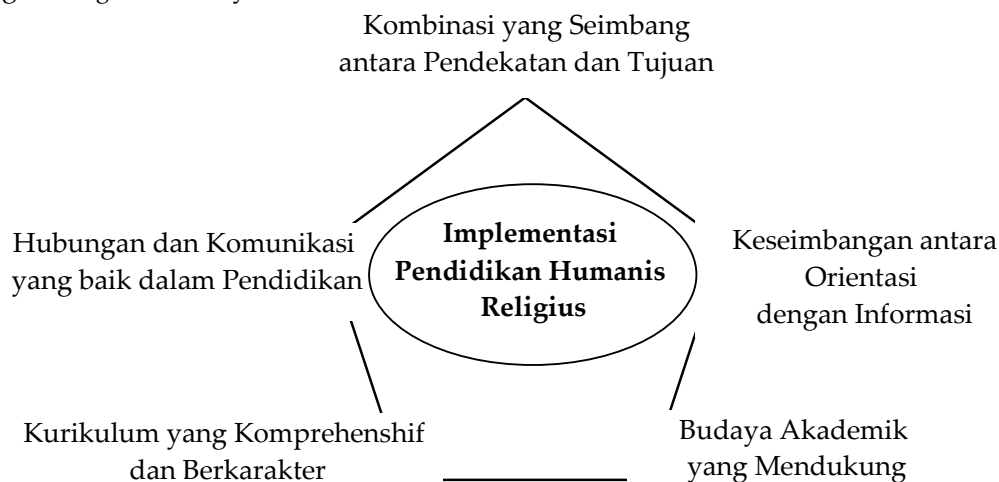 Kombinasi yang Seimbang
antara Pendekatan dan Tujuan
Hubungan dan Komunikasi
yang baik dalam Pendidikan
Implementasi
Pendidikan Humanis
Religius
Keseimbangan antara
Orientasi
dengan Informasi
Kurikulum yang Komprehenshif
dan Berkarakter
Budaya Akademik
yang Mendukung